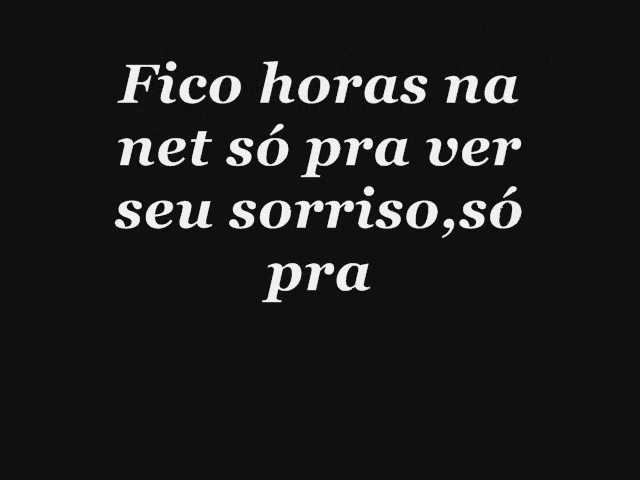 Fico horas na
net só pra ver
seu sorriso,só
pra